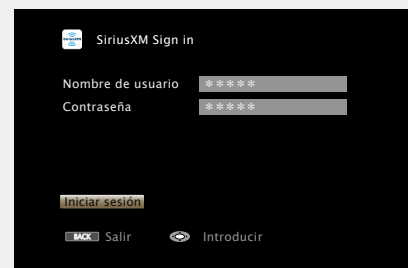 SiriusXM Sign in
Nombre de usuario *****
Contraseña *****
Iniciar sesión
BACK Salir Introducir